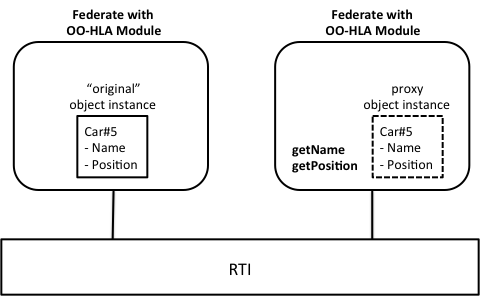 Federate with
OO-HLA Module
“original”
object instance
Car#5
- Name
- Position
Federate with
OO-HLA Module
proxy
object instance
Car#5
- Name
- Position
getName
getPosition
RTI